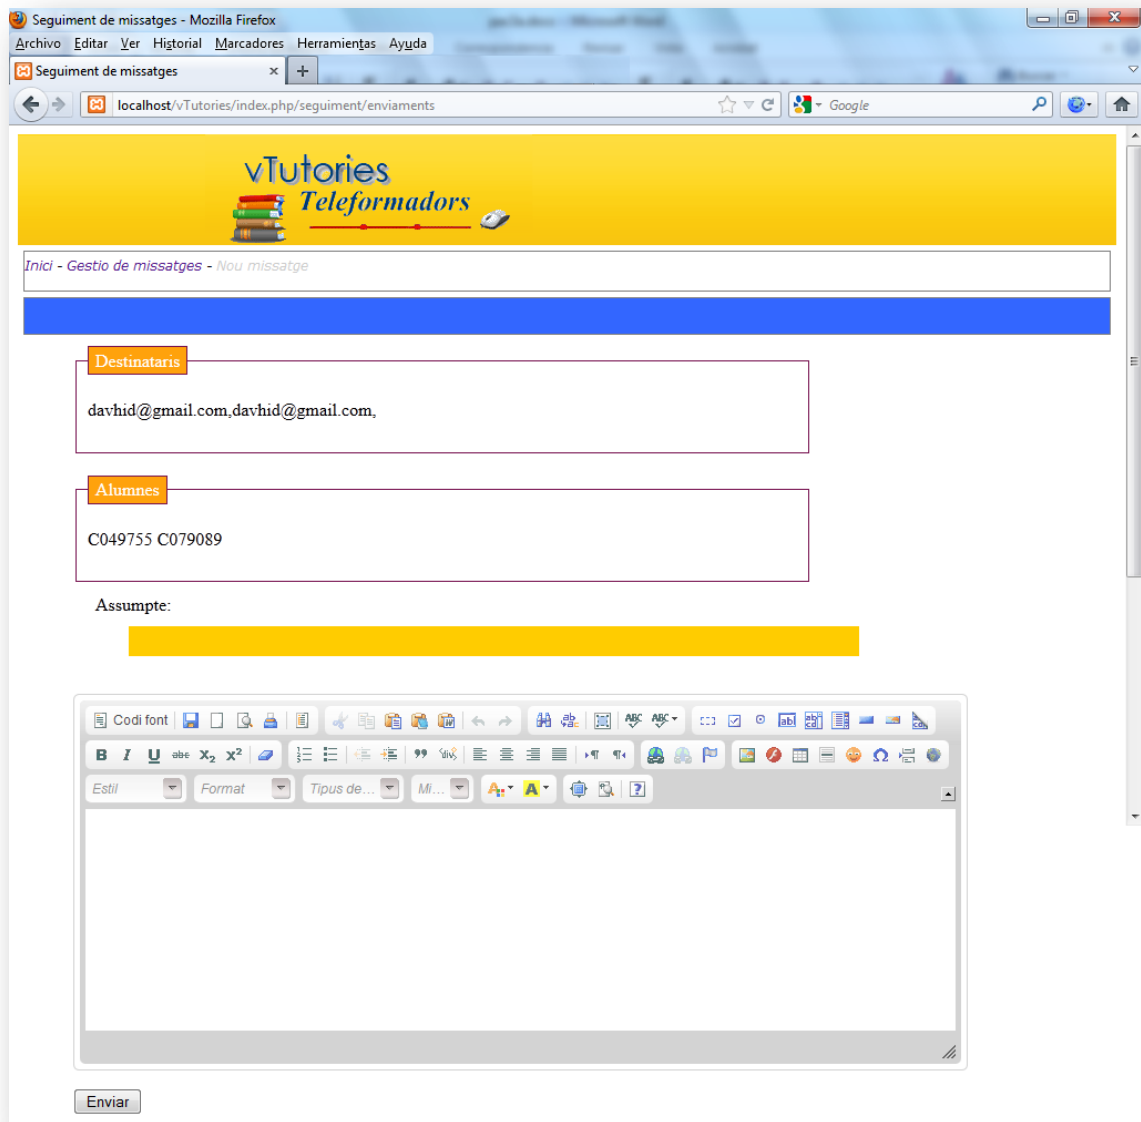 Seguiment de missatges - Mozilla Firefox
Archivo Editar Ver Historial Marcadores Herramientas Ayuda
Seguiment de missatges
localhost/vTutories/index.php/seguiment/enviaments
Google
vTutories
Teleformadors
Inici - Gestio de missatges - Nou missatge
Destinataris
davhid@gmail.com,davhid@gmail.com,
Alumnes
C049755 C079089
Assumpte:
Codi font
Estil Format Tipus de... Mi...
Enviar